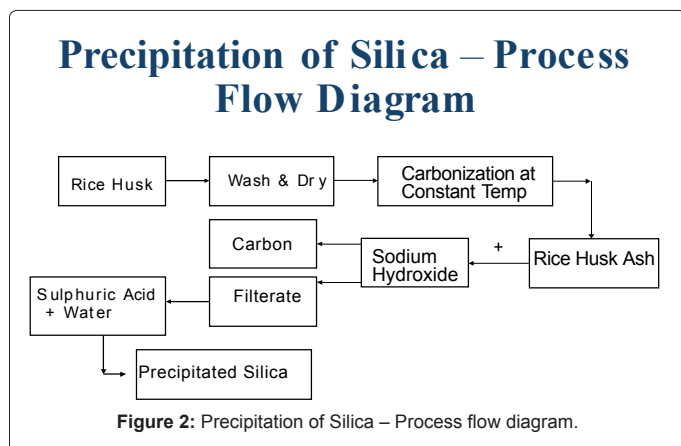 Precipitation of Silica – Process
Flow Diagram
Rice Husk
Wash & Dry
Carbonization at
Constant Temp
Carbon
Sodium
Hydroxide
+
Rice Husk Ash
Sulphuric Acid
+ Water
Filterate
Precipitated Silica
Figure 2: Precipitation of Silica – Process flow diagram.